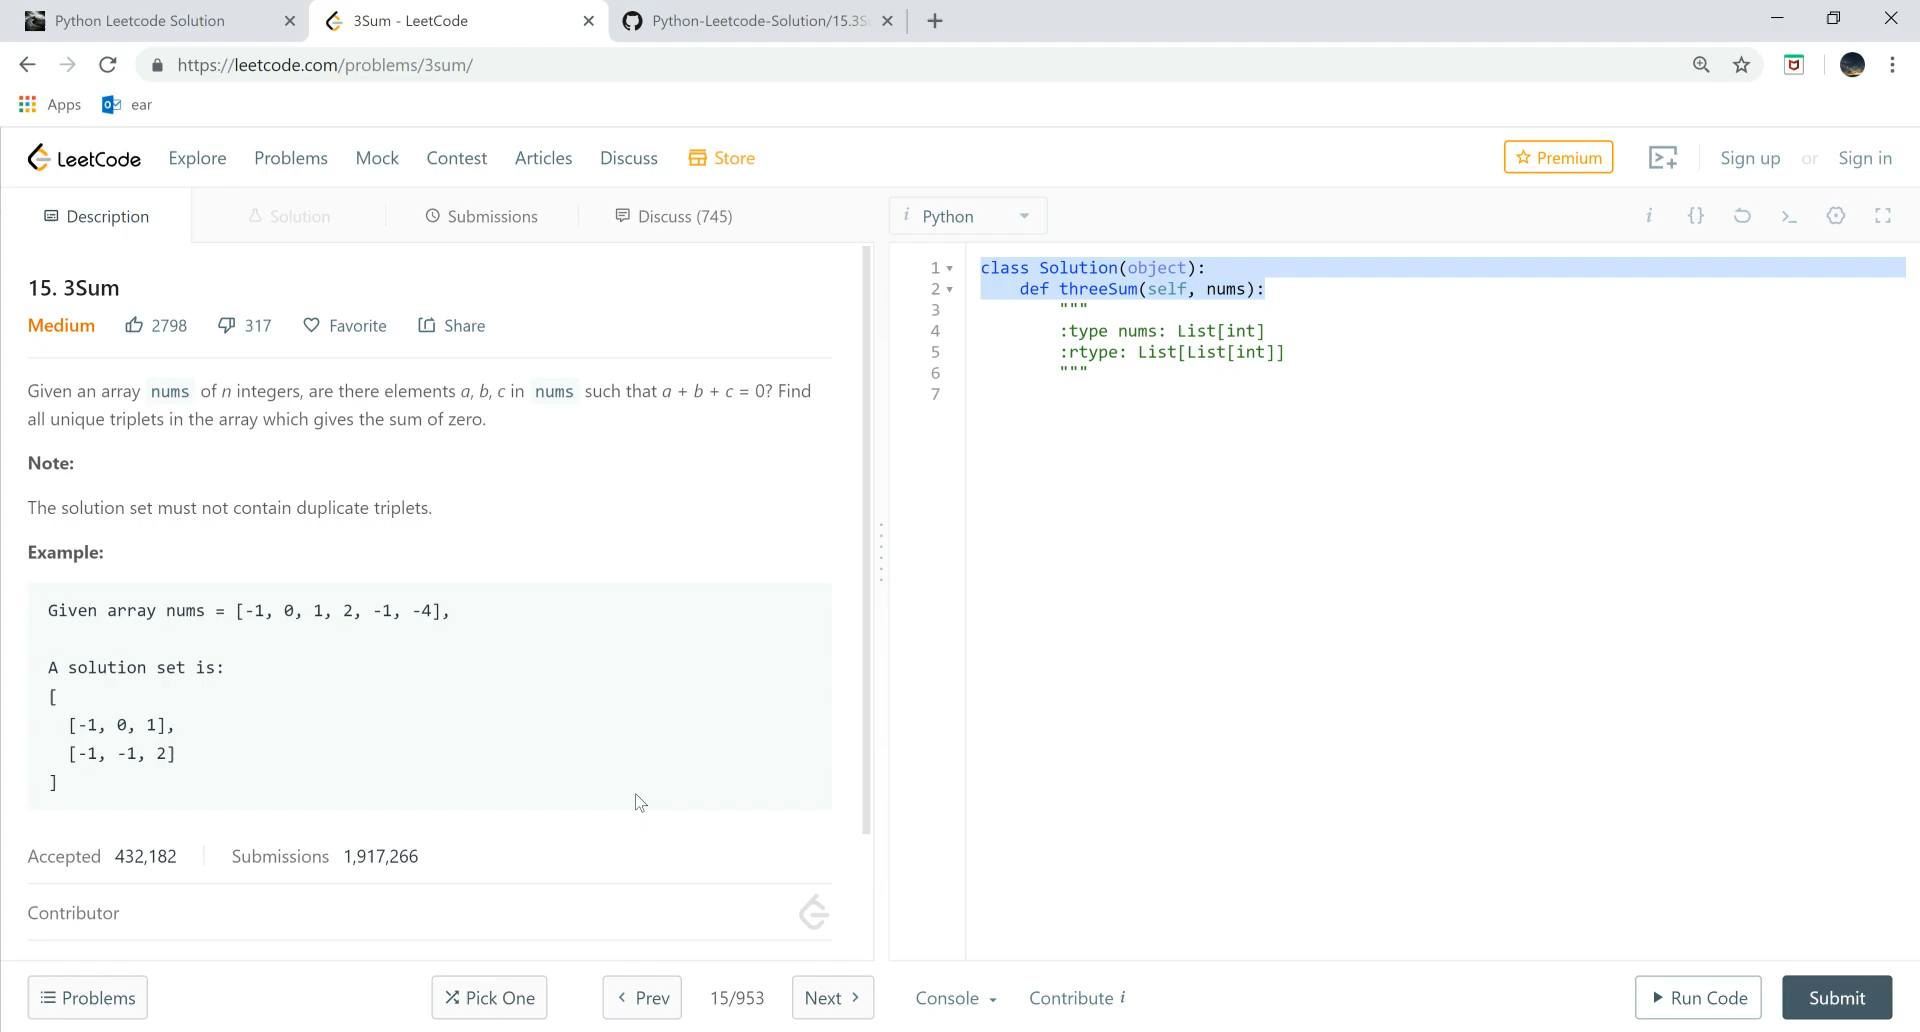 Python Leetcode Solution
3Sum - LeetCode
Python-Leetcode-Solution/15.3S
https://leetcode.com/problems/3sum/
Apps
ear
LeetCode
Explore
Problems
Mock
Contest
Articles
Discuss
Store
Premium
Sign up or Sign in
Description
Solution
Submissions
Discuss (745)
i Python
i {} >_
15. 3Sum
Medium 2798 317 Favorite Share
Given an array nums of n integers, are there elements a, b, c in nums such that a + b + c = 0? Find
all unique triplets in the array which gives the sum of zero.
Note:
The solution set must not contain duplicate triplets.
Example:
Given array nums = [-1, 0, 1, 2, -1, -4],
A solution set is:
[
[-1, 0, 1],
[-1, -1, 2]
]
Accepted 432,182 Submissions 1,917,266
Contributor
1 class Solution(object):
2 def threeSum(self, nums):
3 """
4 :type nums: List[int]
5 :rtype: List[List[int]]
6 """
7
Problems
Pick One
Prev
15/953
Next
Console
Contribute i
Run Code
Submit